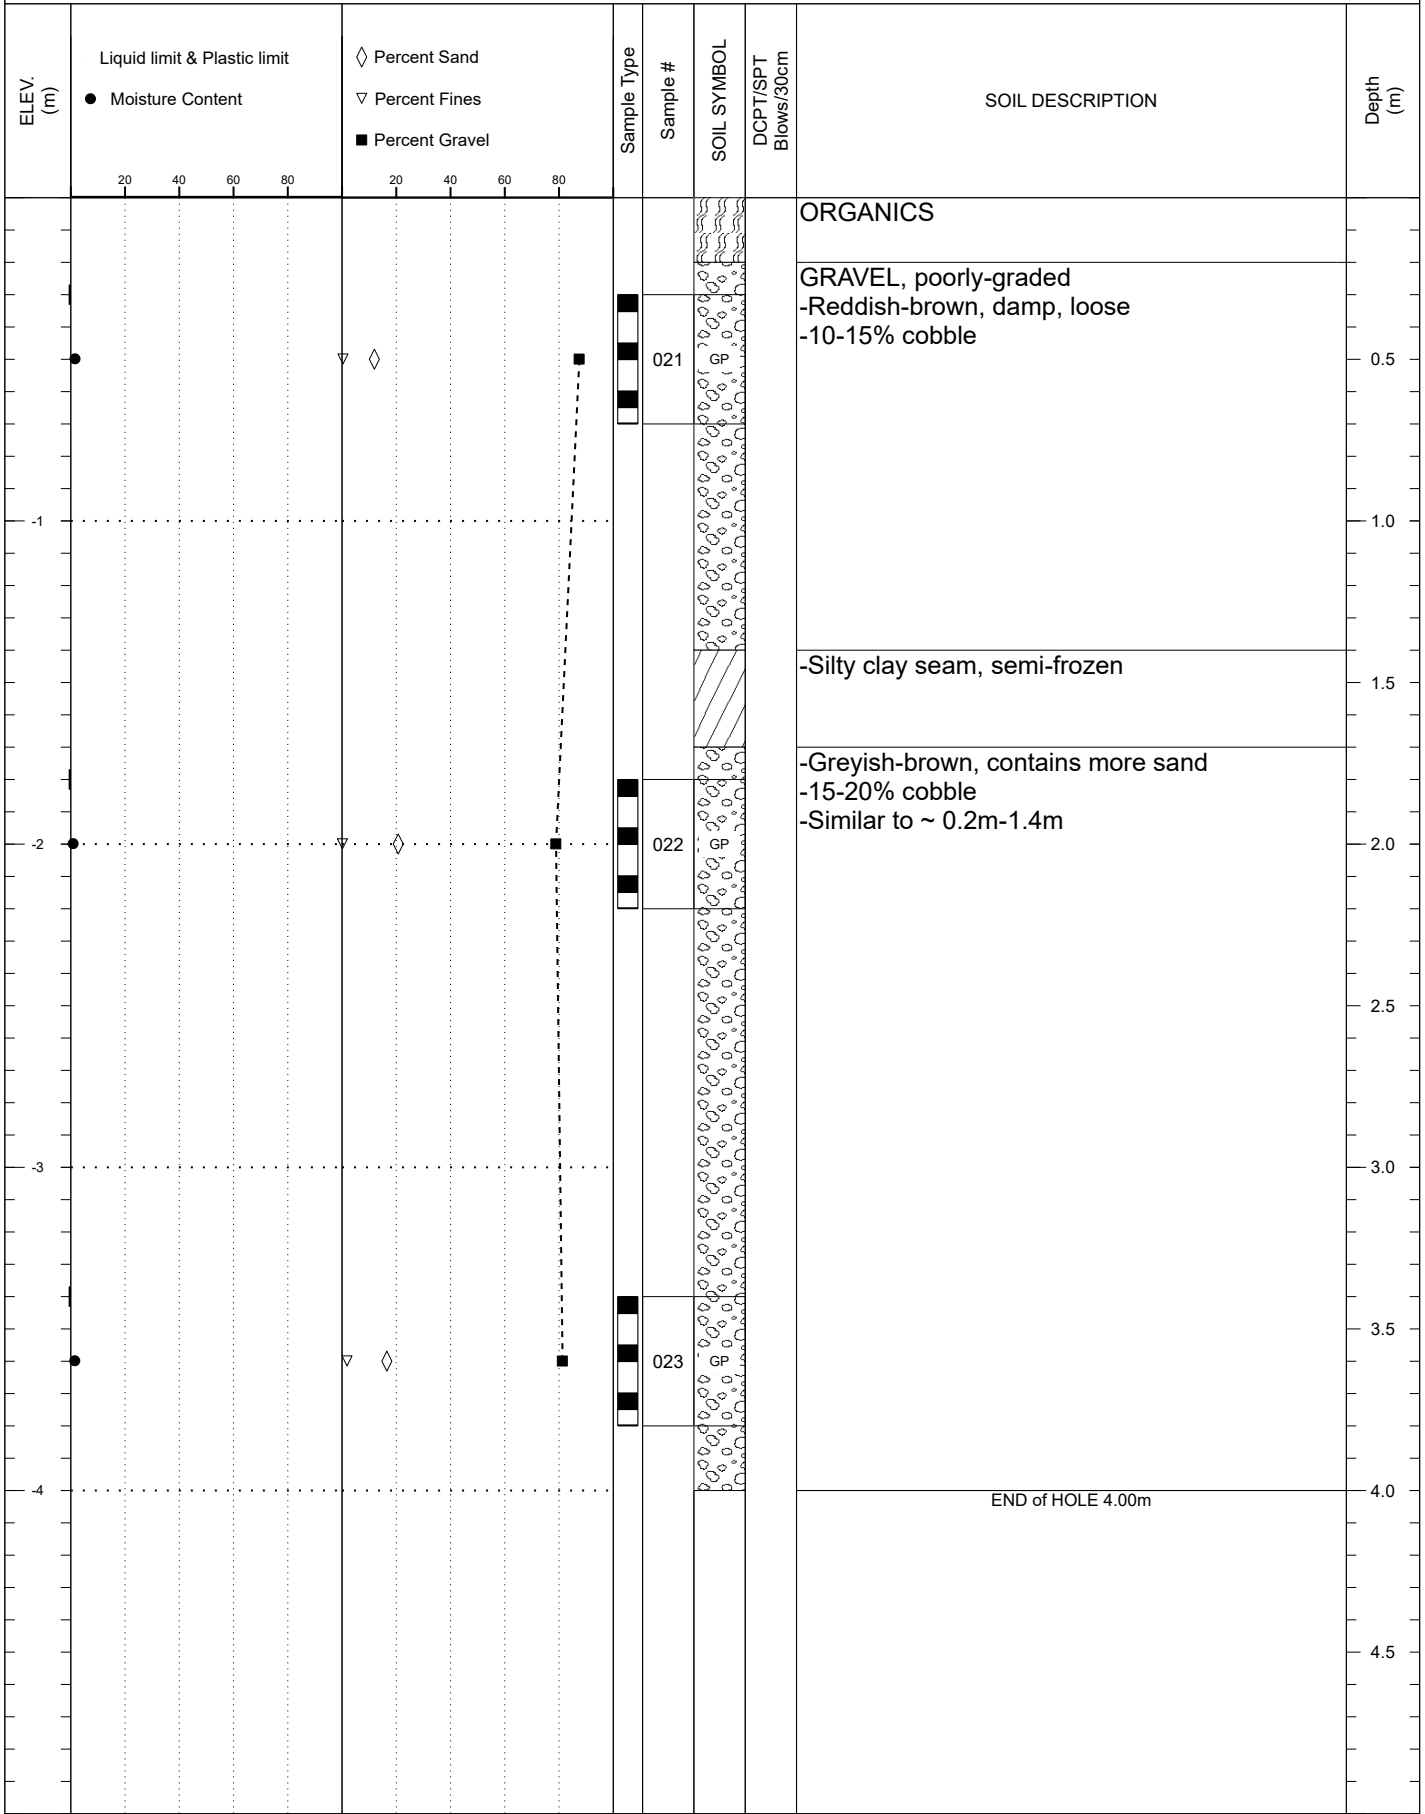 ELEV.
(m)
Liquid limit & Plastic limit
Moisture Content
Percent Sand
Percent Fines
Percent Gravel
Sample Type
Sample #
SOIL SYMBOL
DCPT/SPT
Blows/30cm
SOIL DESCRIPTION
Depth
(m)
20 40 60 80 20 40 60 80
ORGANICS
GRAVEL, poorly-graded
-Reddish-brown, damp, loose
-10-15% cobble
021 GP 0.5
-1 1.0
-Silty clay seam, semi-frozen
1.5
-Greyish-brown, contains more sand
-15-20% cobble
-Similar to ~ 0.2m-1.4m
-2 022 GP 2.0
2.5
-3 3.0
3.5
023 GP
-4 4.0
END of HOLE 4.00m
4.5